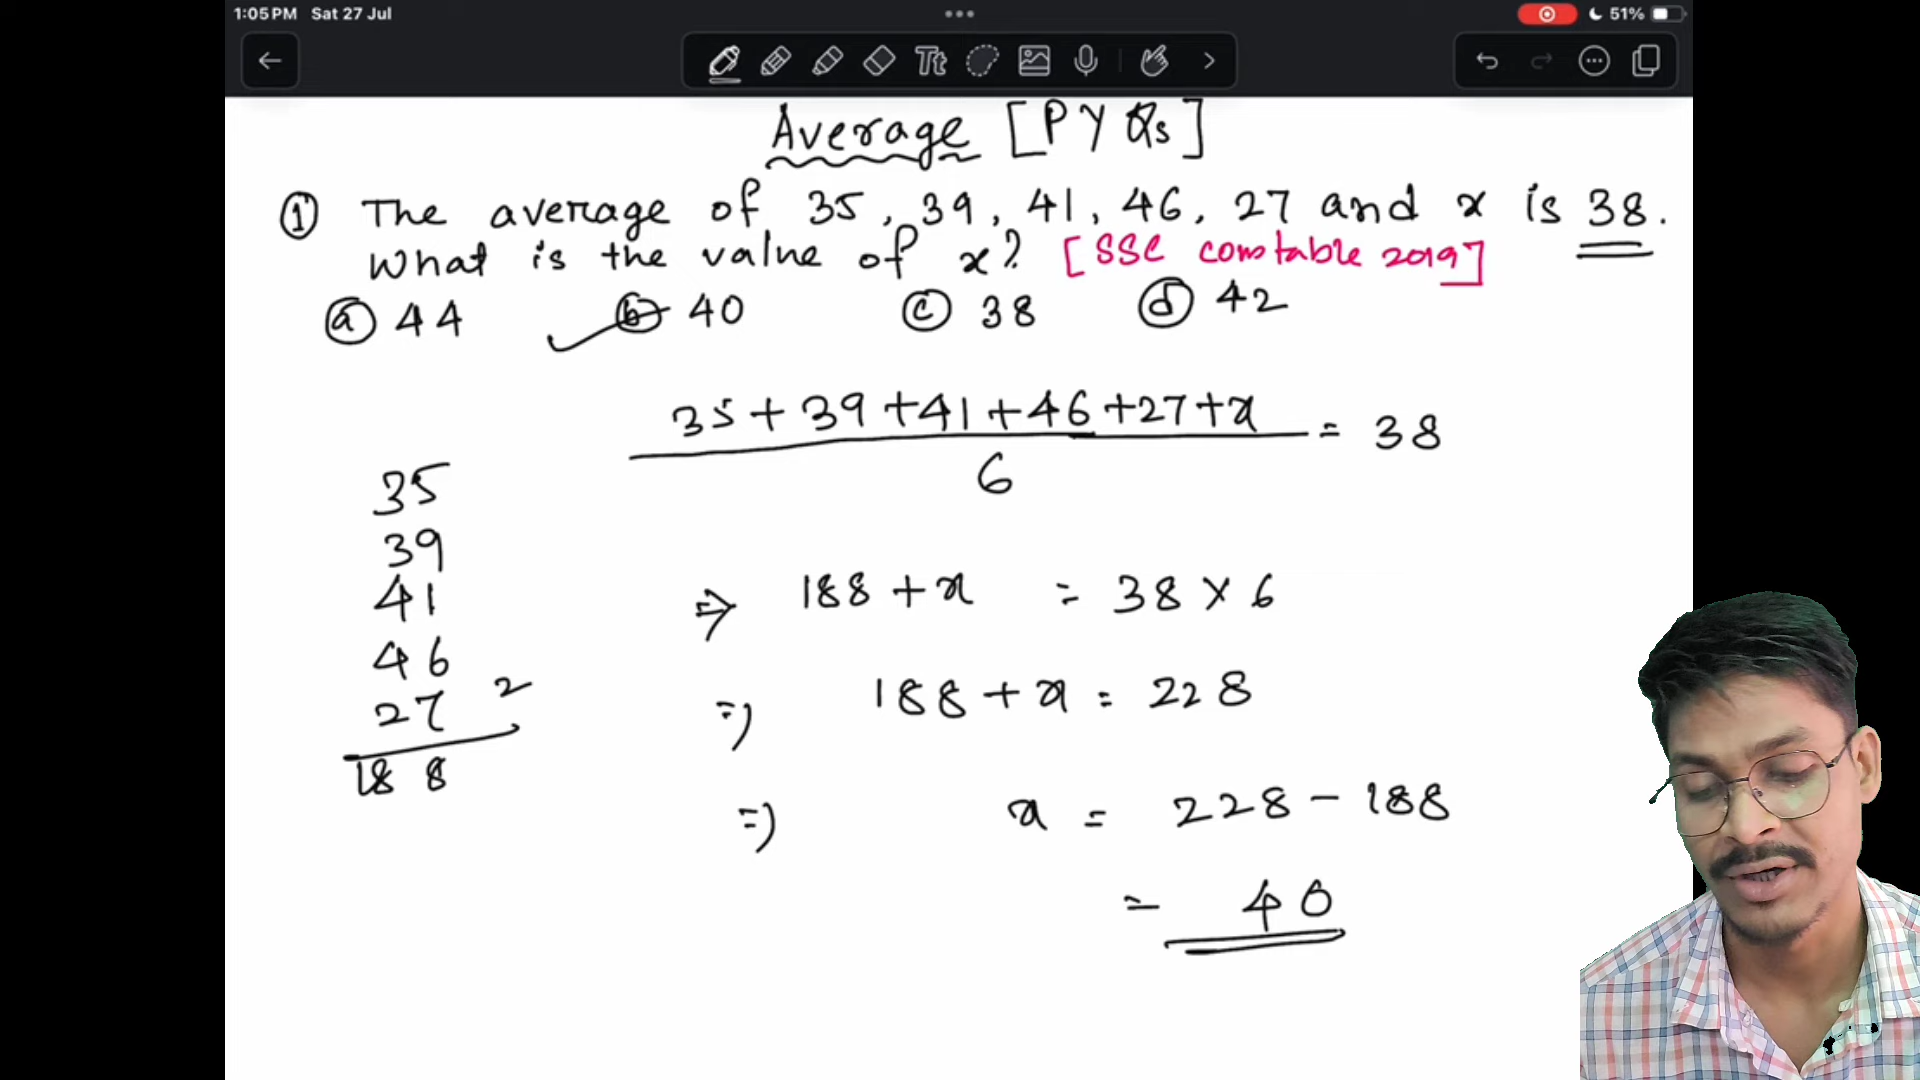 1:05 PM Sat 27 Jul
51%
Tt
Average [PYQs]
① The average of 35, 39, 41, 46, 27 and x is 38.
What is the value of x? [SSC constable 2019]
ⓐ 44 ⓑ 40 ⓒ 38 ⓓ 42
35 + 39 + 41 + 46 + 27 + x = 38
6
35
39
41
46
27 2
188
⇒ 188 + x = 38 × 6
⇒ 188 + x = 228
⇒ x = 228 - 188
= 40